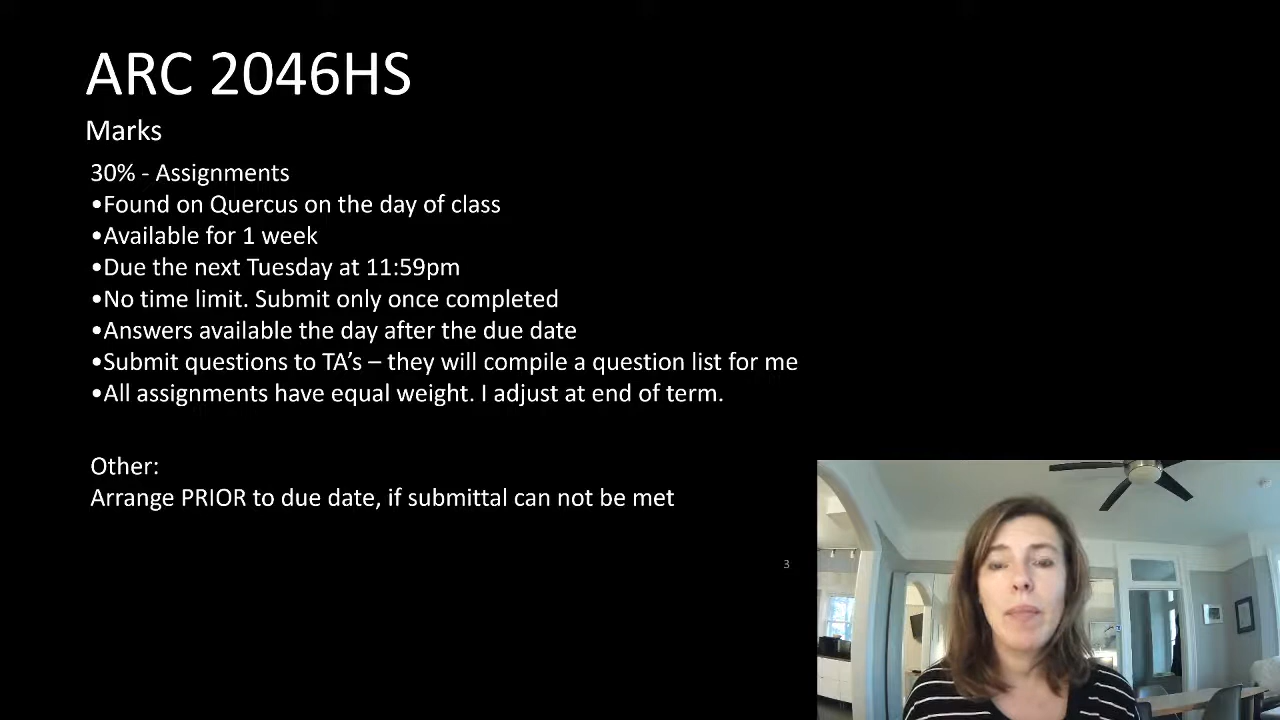 ARC 2046HS
Marks
30% - Assignments
•Found on Quercus on the day of class
•Available for 1 week
•Due the next Tuesday at 11:59pm
•No time limit. Submit only once completed
•Answers available the day after the due date
•Submit questions to TA’s – they will compile a question list for me
•All assignments have equal weight. I adjust at end of term.
Other:
Arrange PRIOR to due date, if submittal can not be met
3